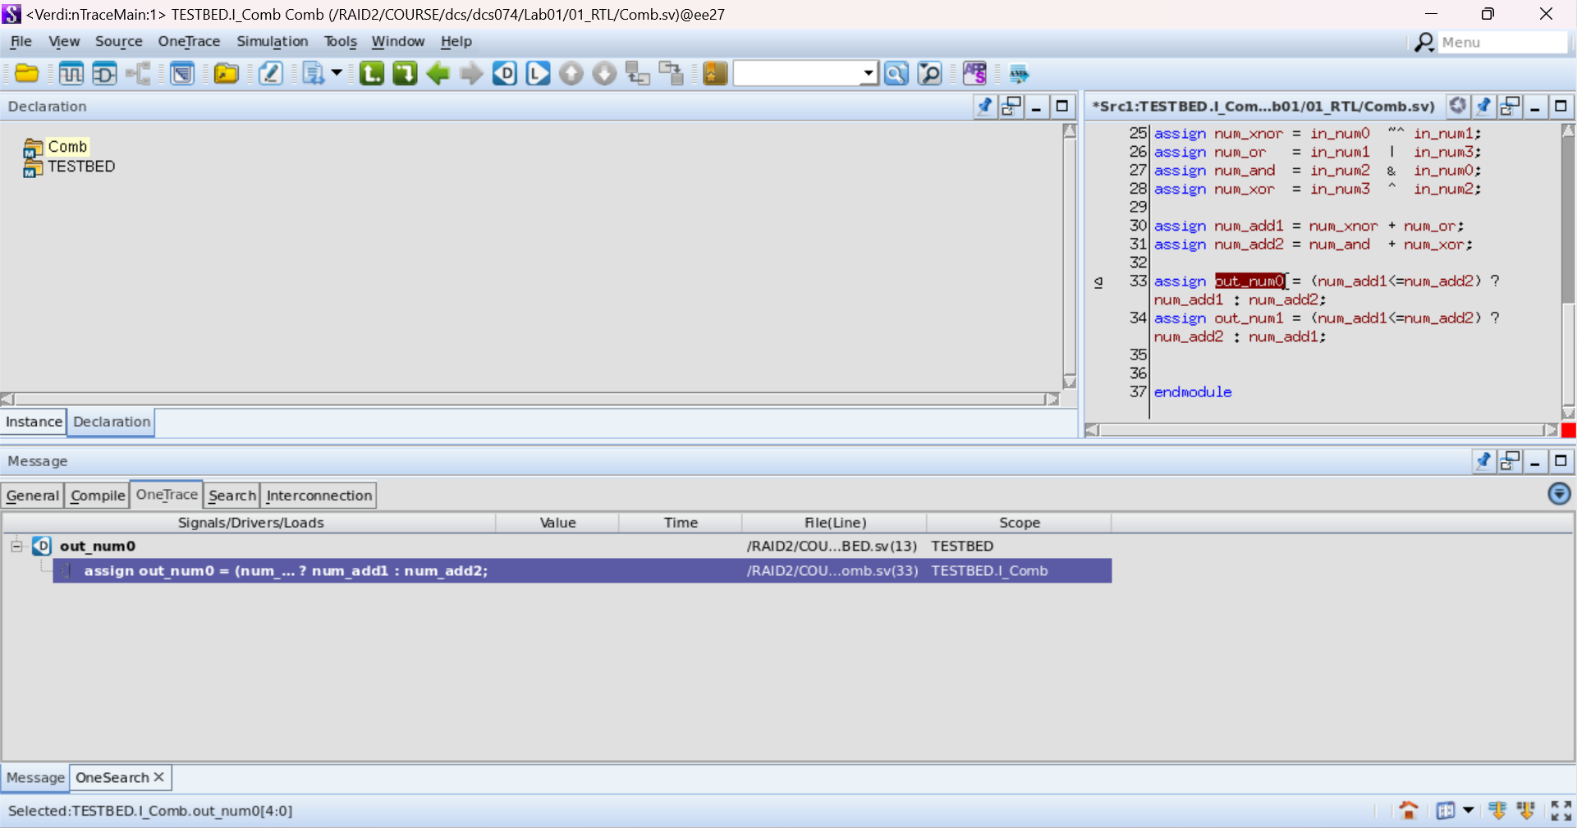 <Verdi:nTraceMain:1> TESTBED.I_Comb Comb (/RAID2/COURSE/dcs/dcs074/Lab01/01_RTL/Comb.sv)@ee27
File View Source OneTrace Simulation Tools Window Help
Menu
Declaration
Comb
TESTBED
Instance Declaration
*Src1:TESTBED.I_Com...b01/01_RTL/Comb.sv)
25 assign num_xnor = in_num0 ~^ in_num1;
26 assign num_or = in_num1 | in_num3;
27 assign num_and = in_num2 & in_num0;
28 assign num_xor = in_num3 ^ in_num2;
29
30 assign num_add1 = num_xnor + num_or;
31 assign num_add2 = num_and + num_xor;
32
33 assign out_num0 = (num_add1<=num_add2) ?
num_add1 : num_add2;
34 assign out_num1 = (num_add1<=num_add2) ?
num_add2 : num_add1;
35
36
37 endmodule
Message
General Compile OneTrace Search Interconnection
Signals/Drivers/Loads Value Time File(Line) Scope
out_num0 /RAID2/COU...BED.sv(13) TESTBED
assign out_num0 = (num_... ? num_add1 : num_add2; /RAID2/COU...omb.sv(33) TESTBED.I_Comb
Message OneSearch
Selected:TESTBED.I_Comb.out_num0[4:0]